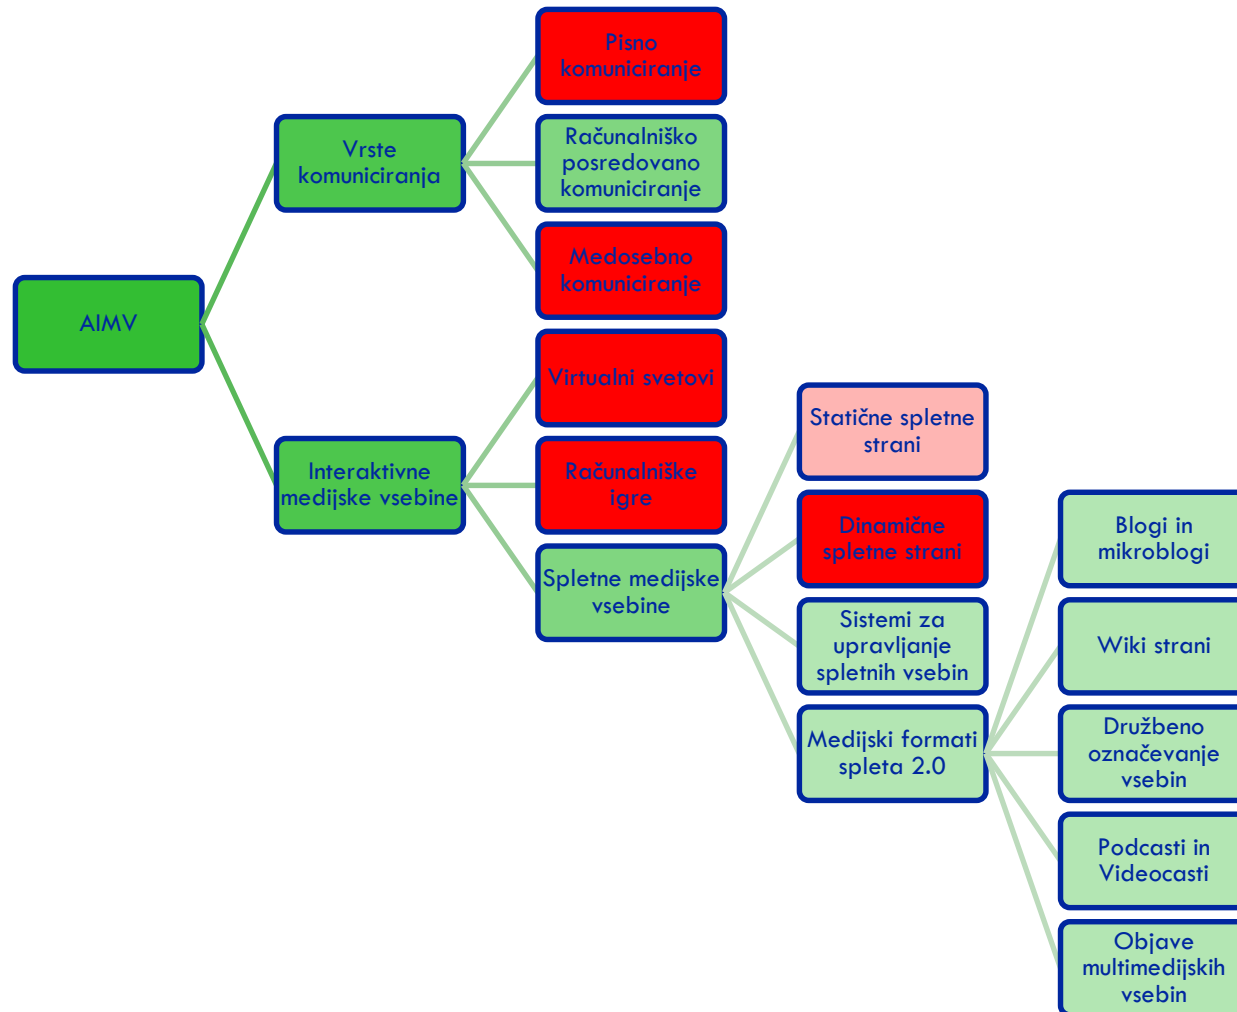 AIMV
Vrste
komuniciranja
Pisno
komuniciranje
Računalniško
posredovano
komuniciranje
Medosebno
komuniciranje
Interaktivne
medijske vsebine
Virtualni svetovi
Računalniške
igre
Spletne medijske
vsebine
Statične spletne
strani
Dinamične
spletne strani
Sistemi za
upravljanje
spletnih vsebin
Medijski formati
spleta 2.0
Blogi in
mikroblogi
Wiki strani
Družbeno
označevanje
vsebin
Podcasti in
Videocasti
Objave
multimedijskih
vsebin